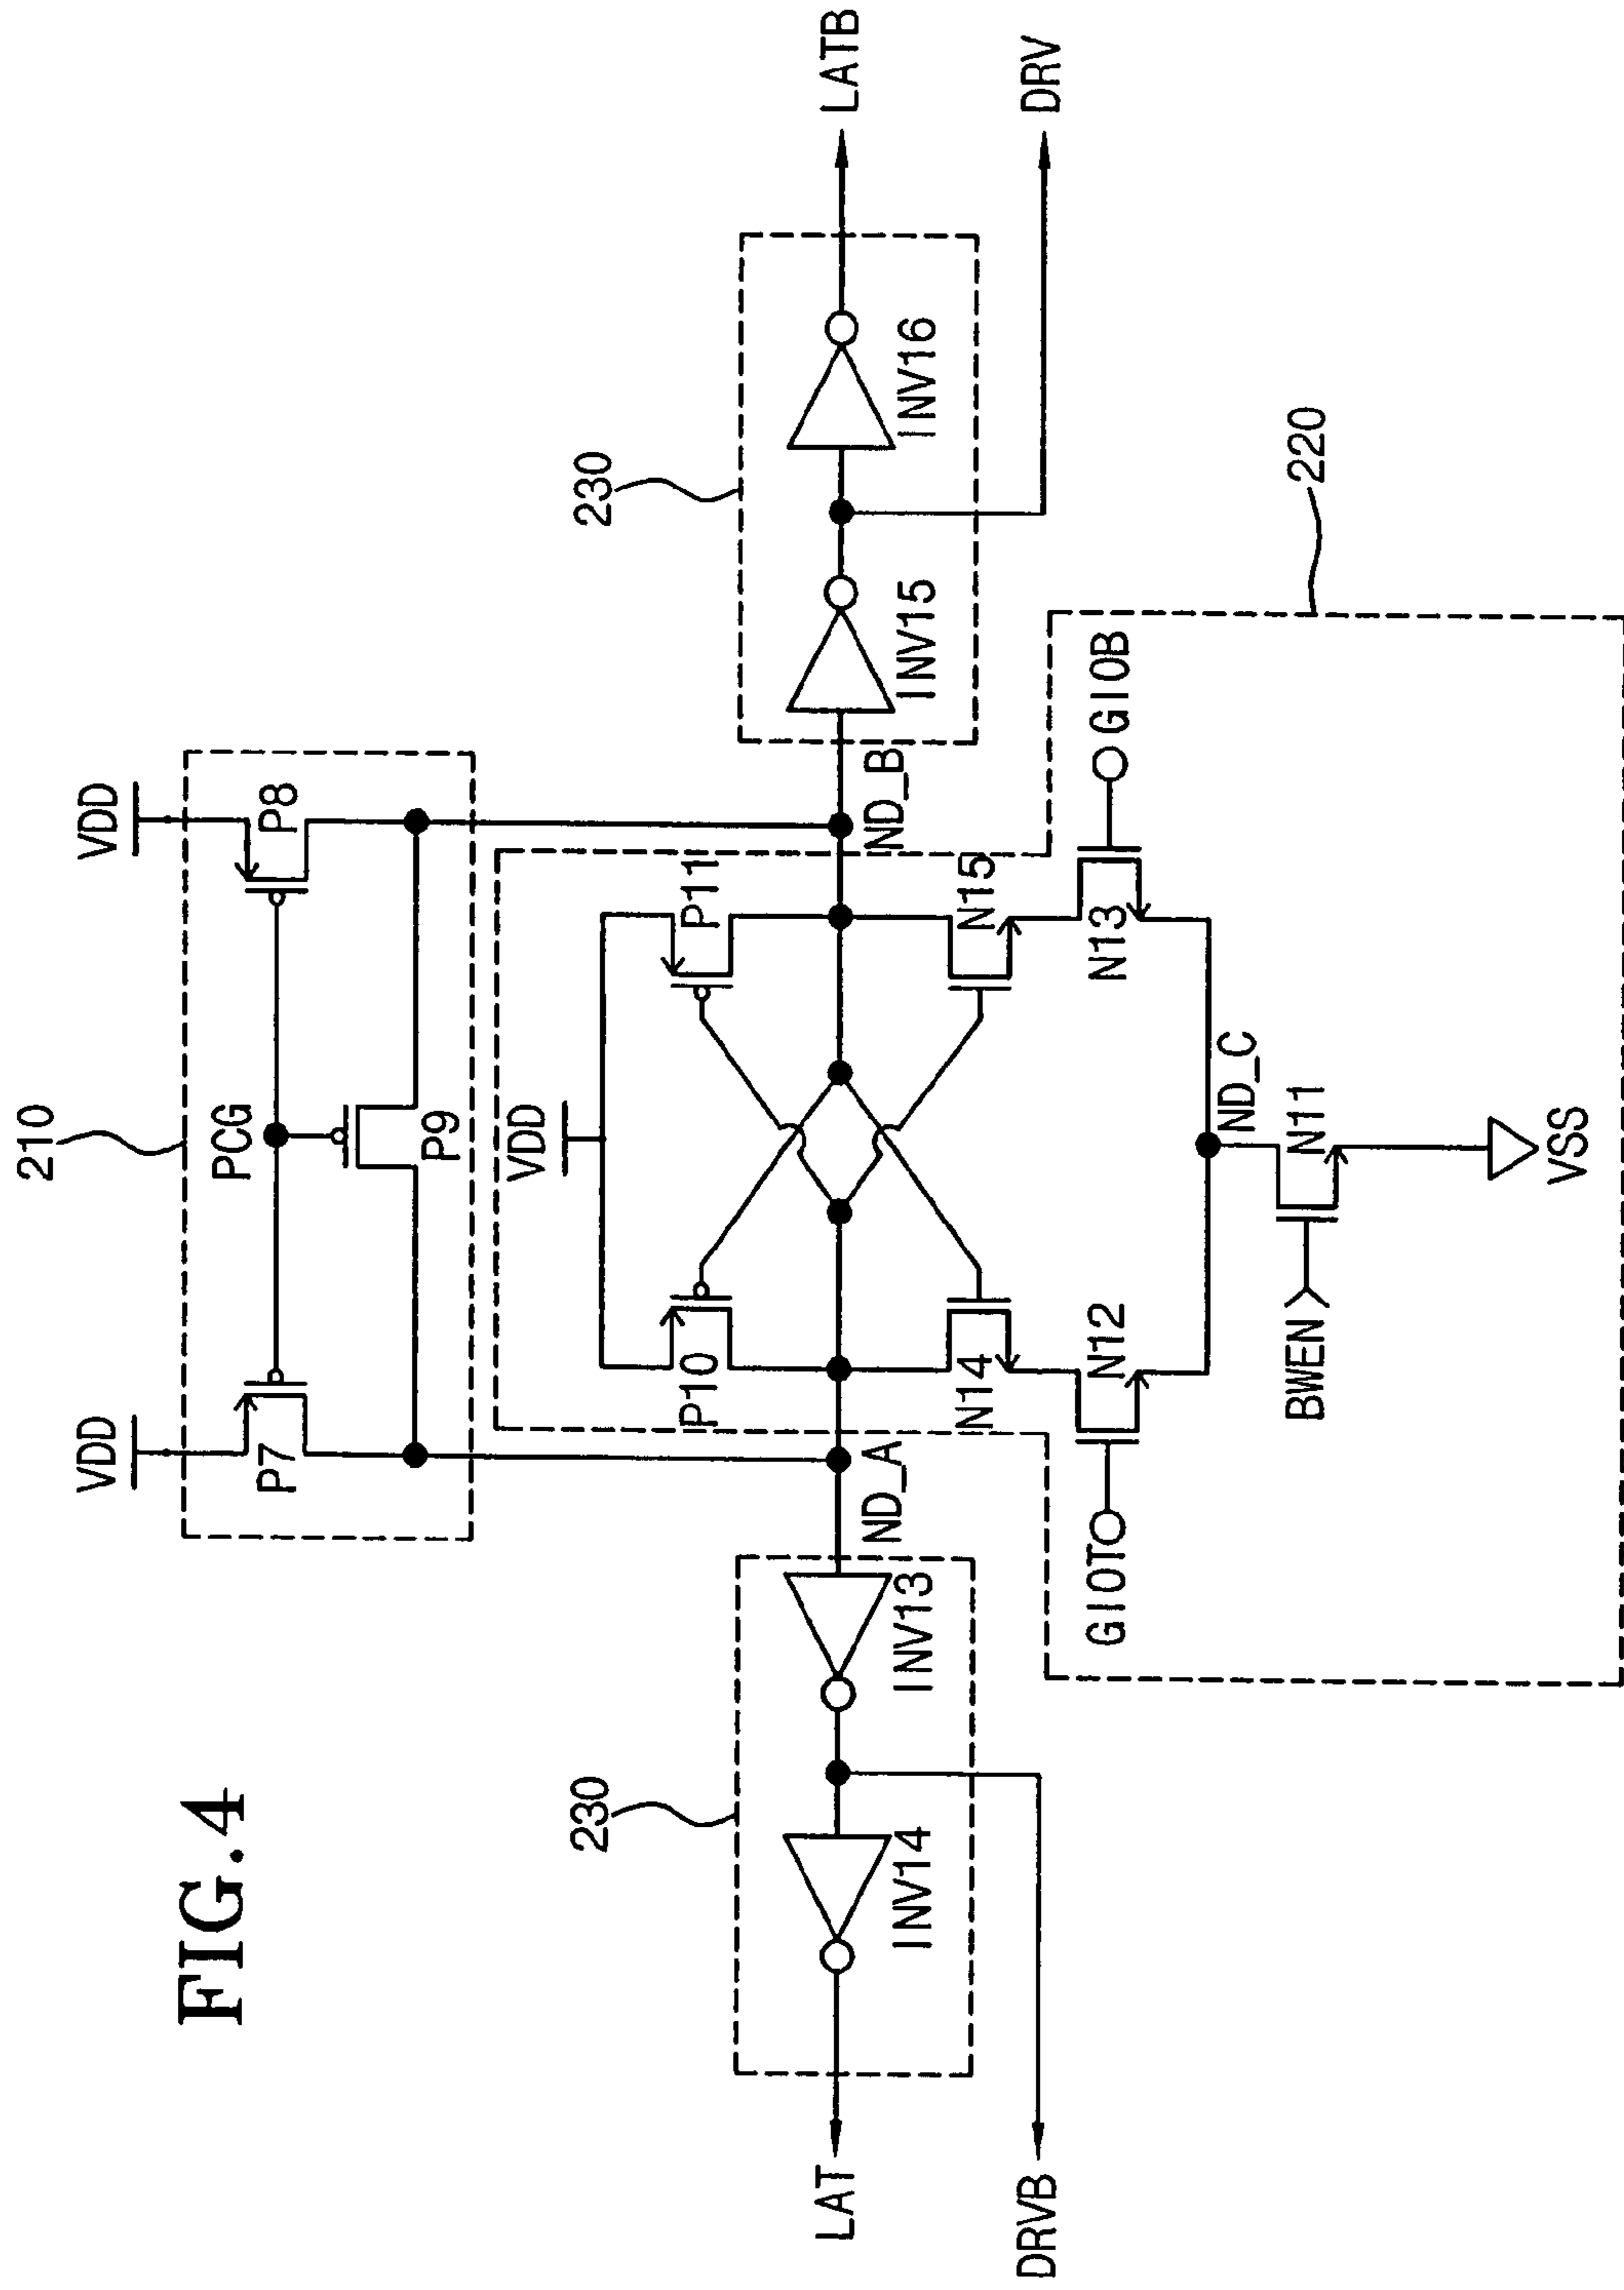 FIG.4
210
VDD
VDD
P7
PCG
P8
P9
230
VDD
230
P10
P11
LAT
INV14
INV13
ND_A
ND_B
INV15
INV16
LATB
N14
N15
DRVB
DRV
GIOT
N12
N13
GIOB
ND_C
220
BWEN
N11
VSS